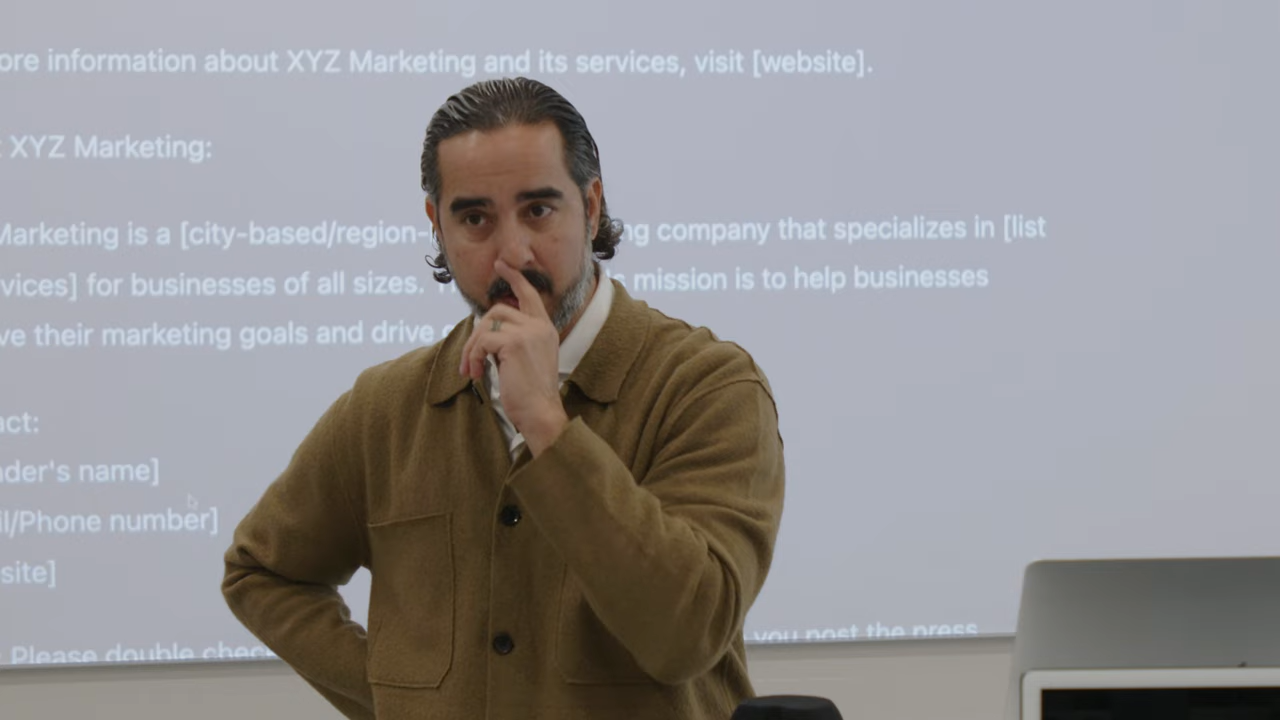 ore information about XYZ Marketing and its services, visit [website].
XYZ Marketing:
Marketing is a [city-based/region- ng company that specializes in [list
vices] for businesses of all sizes. mission is to help businesses
ve their marketing goals and drive
act:
nder's name]
il/Phone number]
site]
Please double chec you post the press